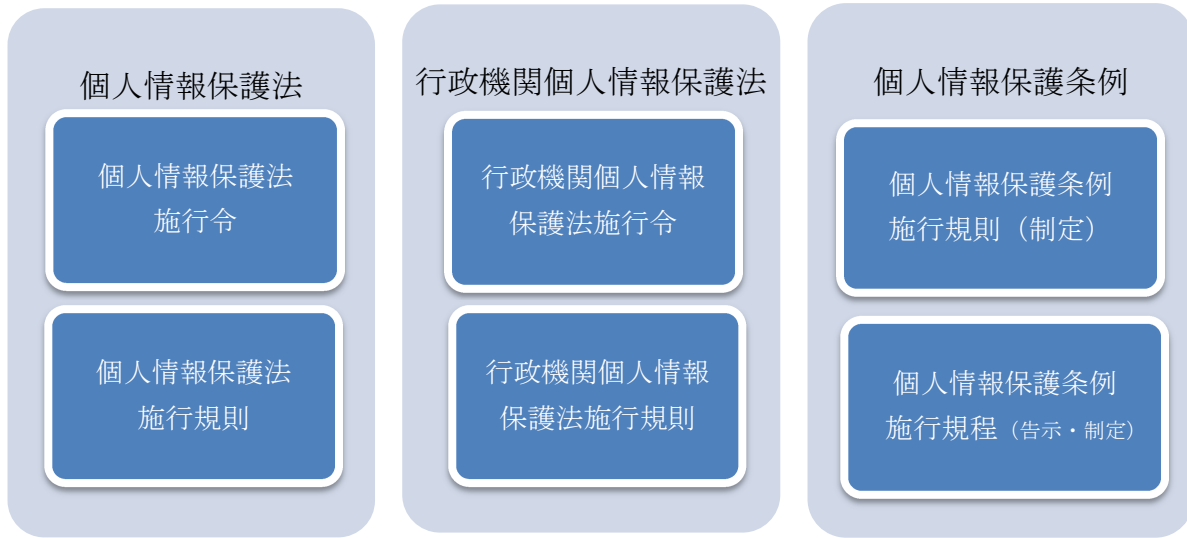 個人情報保護法
個人情報保護法
施行令
個人情報保護法
施行規則
行政機関個人情報保護法
行政機関個人情報
保護法施行令
行政機関個人情報
保護法施行規則
個人情報保護条例
個人情報保護条例
施行規則（制定）
個人情報保護条例
施行規程（告示・制定）